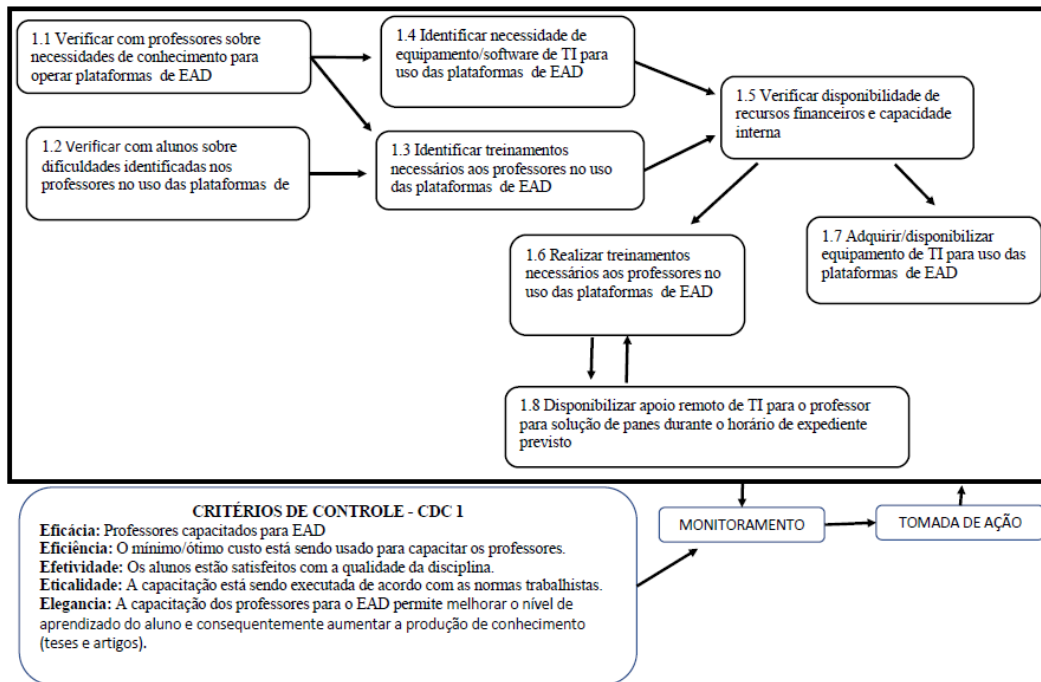 1.1 Verificar com professores sobre
necessidades de conhecimento para
operar plataformas de EAD
1.4 Identificar necessidade de
equipamento/software de TI para
uso das plataformas de EAD
1.5 Verificar disponibilidade de
recursos financeiros e capacidade
interna
1.2 Verificar com alunos sobre
dificuldades identificadas nos
professores no uso das plataformas de
1.3 Identificar treinamentos
necessários aos professores no uso
das plataformas de EAD
1.6 Realizar treinamentos
necessários aos professores no
uso das plataformas de EAD
1.7 Adquirir/disponibilizar
equipamento de TI para uso das
plataformas de EAD
1.8 Disponibilizar apoio remoto de TI para o professor
para solução de panes durante o horário de expediente
previsto
CRITÉRIOS DE CONTROLE - CDC 1
Eficácia: Professores capacitados para EAD
Eficiência: O mínimo/ótimo custo está sendo usado para capacitar os professores.
Efetividade: Os alunos estão satisfeitos com a qualidade da disciplina.
Eticalidade: A capacitação está sendo executada de acordo com as normas trabalhistas.
Elegancia: A capacitação dos professores para o EAD permite melhorar o nível de
aprendizado do aluno e consequentemente aumentar a produção de conhecimento
(teses e artigos).
MONITORAMENTO
TOMADA DE AÇÃO